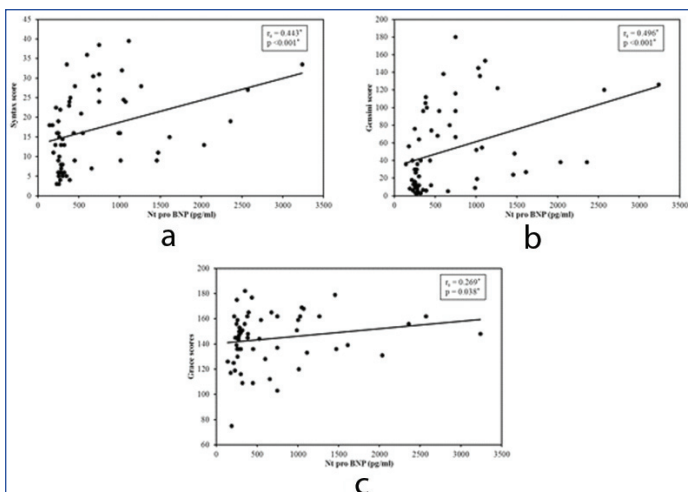 45
40
35
30
25
20
15
10
5
0
Syntax score
rs = 0.443*
p <0.001*
0 500 1000 1500 2000 2500 3000 3500
Nt pro BNP (pg/ml)
a
200
180
160
140
120
100
80
60
40
20
0
Gensini score
rs = 0.496*
p <0.001*
0 500 1000 1500 2000 2500 3000 3500
Nt pro BNP (pg/ml)
b
200
180
160
140
120
100
80
60
Grace scores
rs = 0.269*
p = 0.038*
0 500 1000 1500 2000 2500 3000 3500
Nt pro BNP (pg/ml)
c